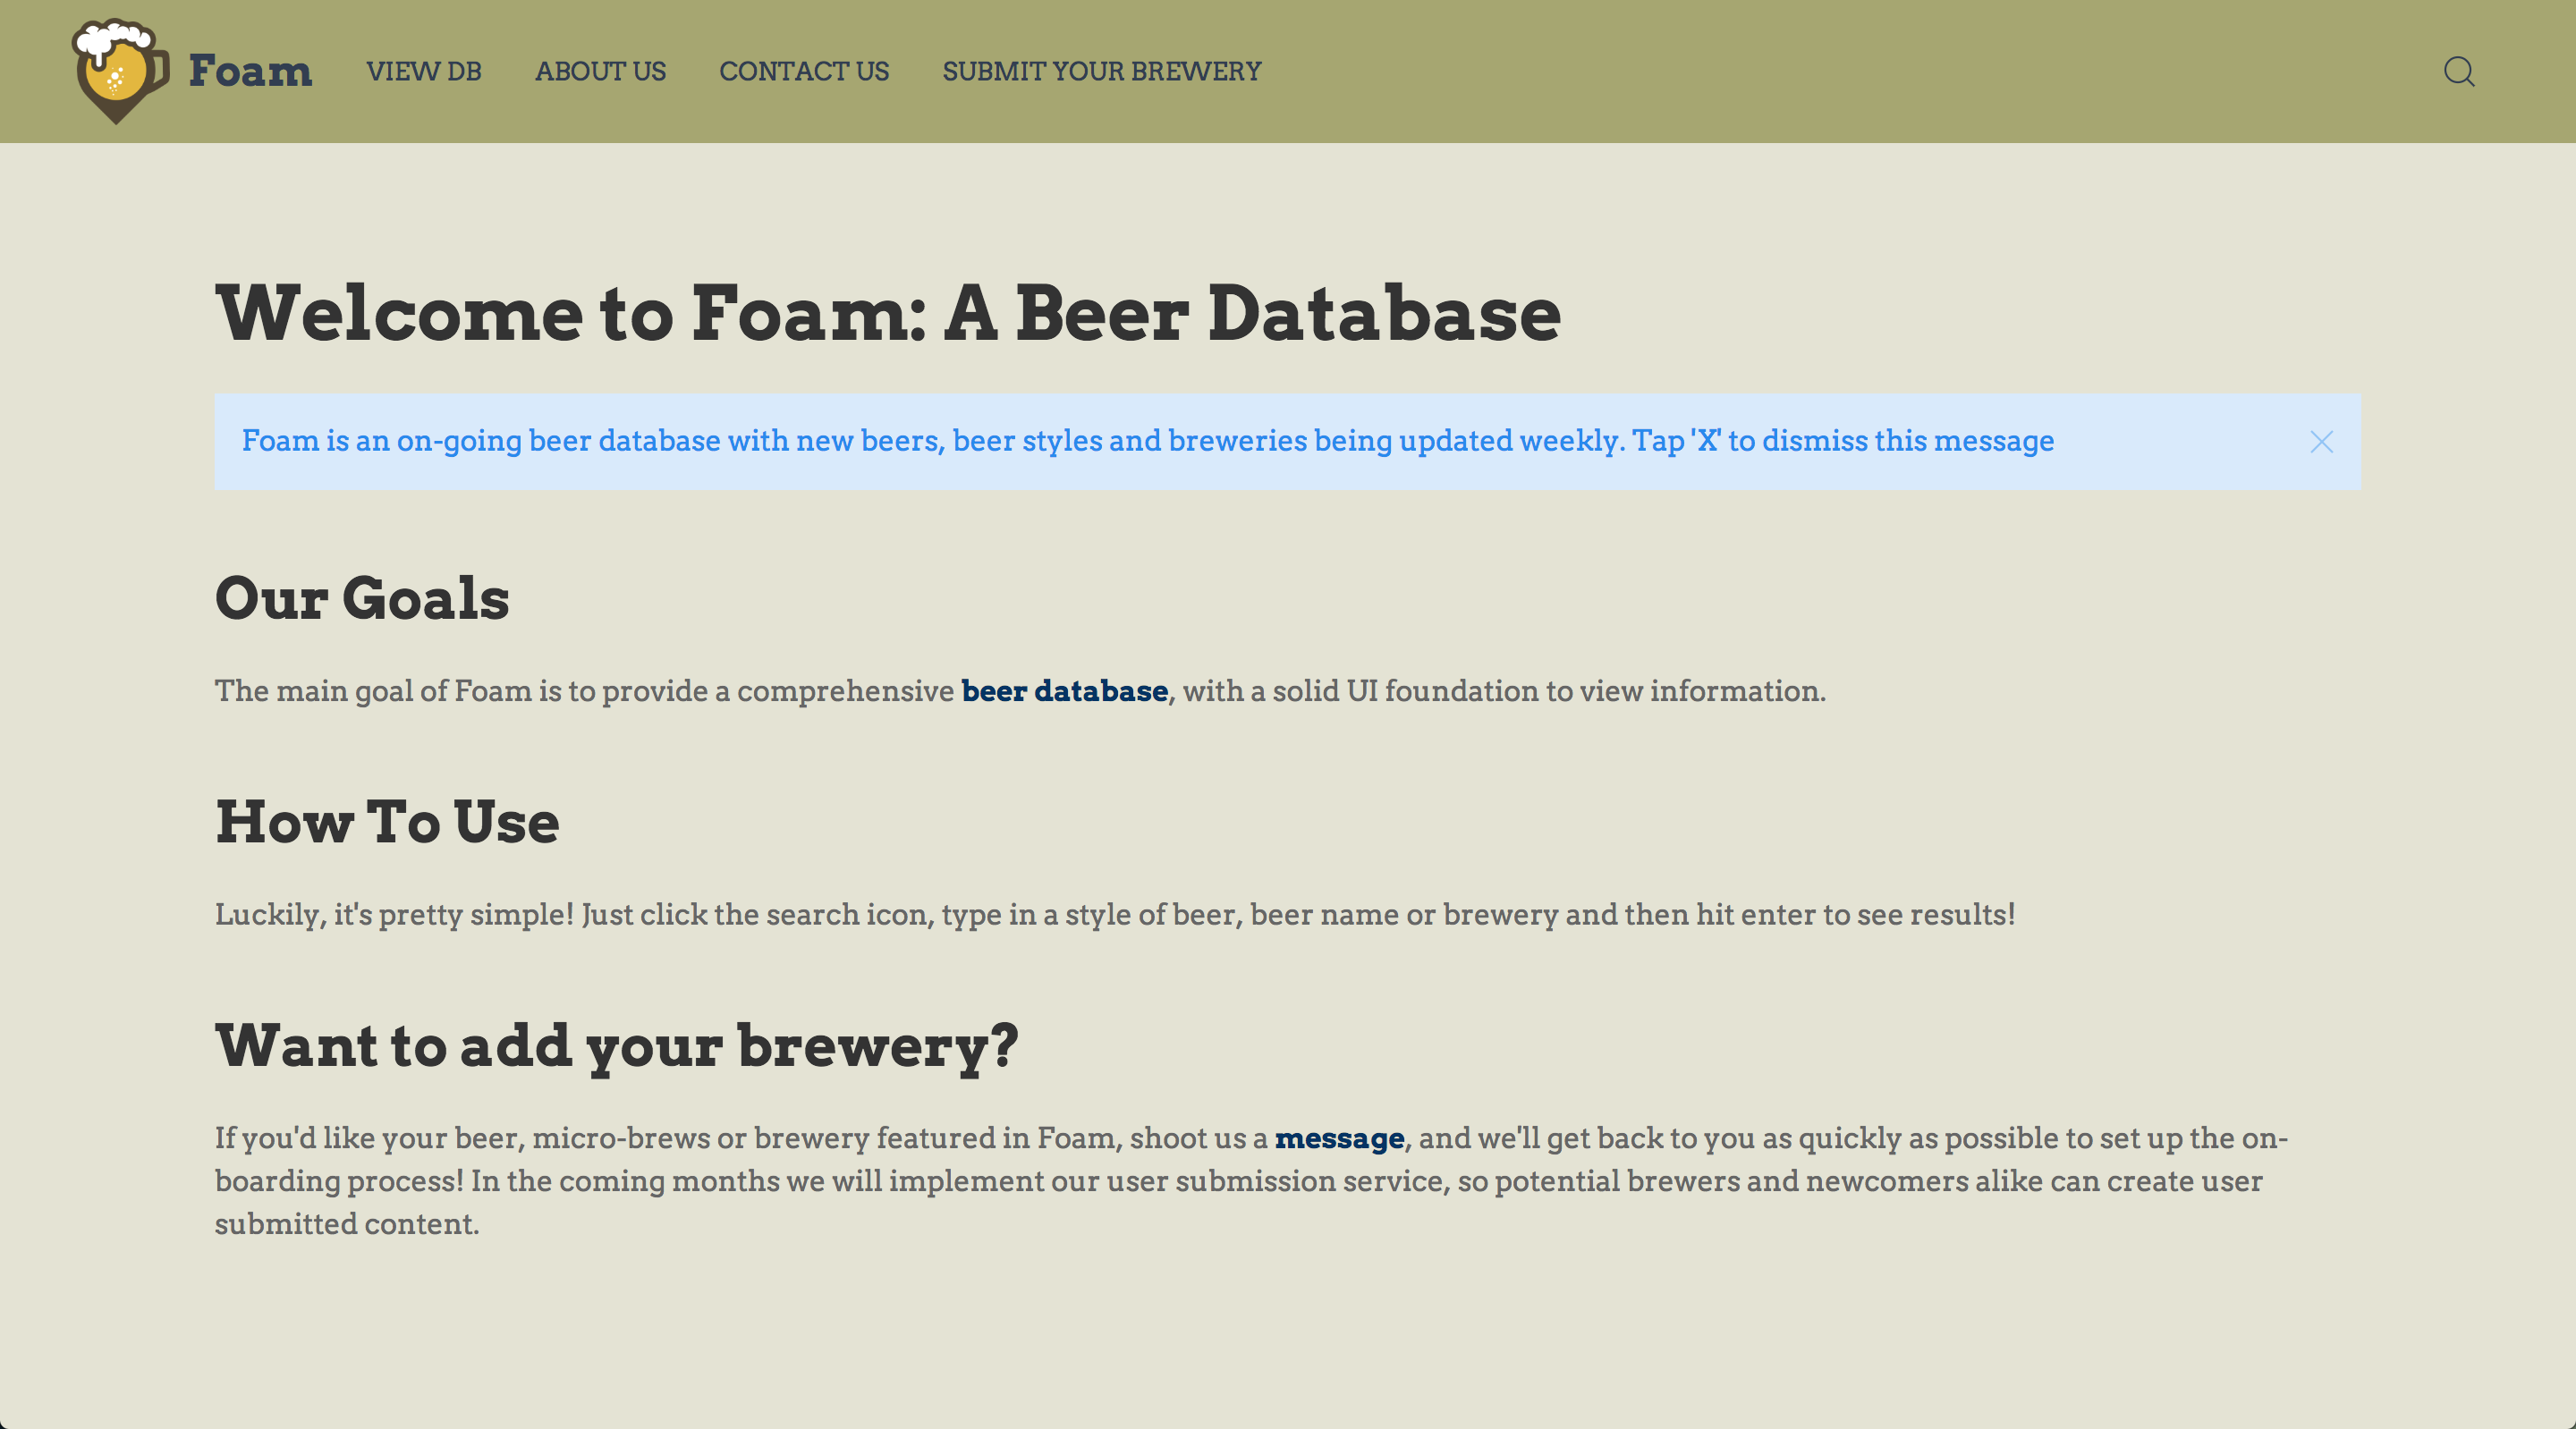 Foam
VIEW DB
ABOUT US
CONTACT US
SUBMIT YOUR BREWERY
Welcome to Foam: A Beer Database
Foam is an on-going beer database with new beers, beer styles and breweries being updated weekly. Tap 'X' to dismiss this message
Our Goals
The main goal of Foam is to provide a comprehensive beer database, with a solid UI foundation to view information.
How To Use
Luckily, it's pretty simple! Just click the search icon, type in a style of beer, beer name or brewery and then hit enter to see results!
Want to add your brewery?
If you'd like your beer, micro-brews or brewery featured in Foam, shoot us a message, and we'll get back to you as quickly as possible to set up the on-
boarding process! In the coming months we will implement our user submission service, so potential brewers and newcomers alike can create user
submitted content.